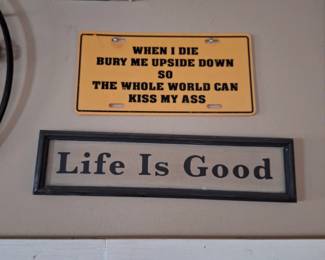 WHEN I DIE
BURY ME UPSIDE DOWN
SO
THE WHOLE WORLD CAN
KISS MY ASS
Life Is Good